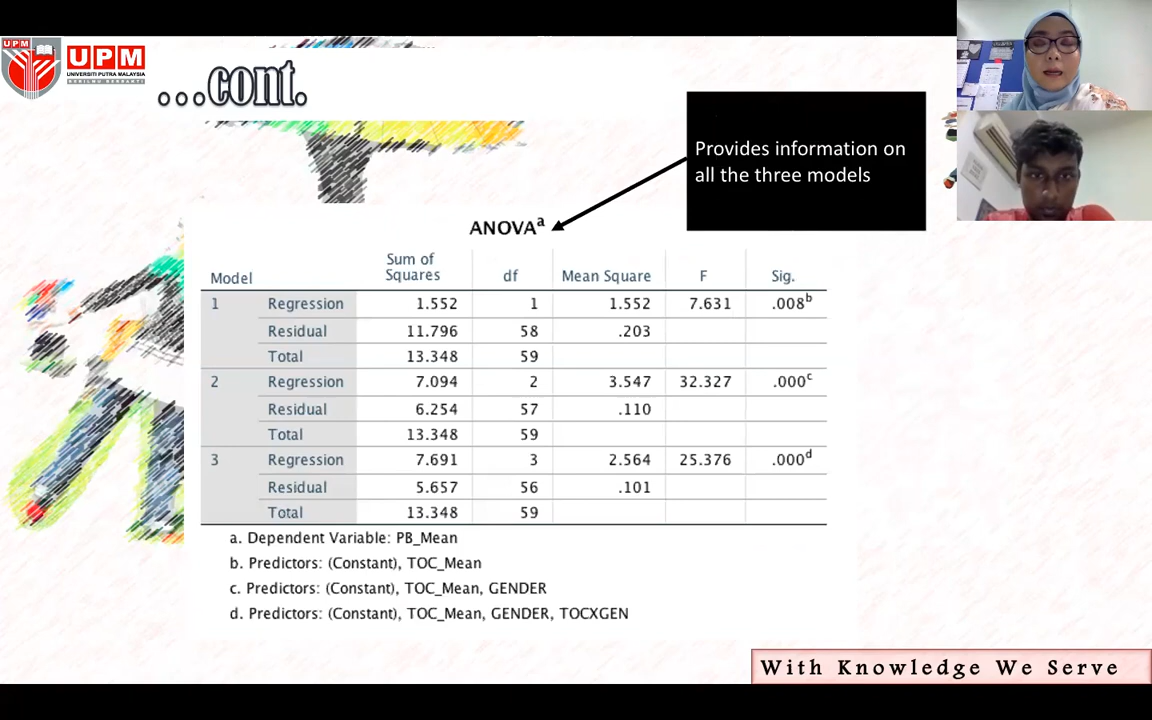 UPM
UPM
UNIVERSITI PUTRA MALAYSIA
BERILMU BERBAKTI
...cont.
Provides information on
all the three models
ANOVAa
Model Sum of Squares df Mean Square F Sig.
1 Regression 1.552 1 1.552 7.631 .008b
Residual 11.796 58 .203
Total 13.348 59
2 Regression 7.094 2 3.547 32.327 .000c
Residual 6.254 57 .110
Total 13.348 59
3 Regression 7.691 3 2.564 25.376 .000d
Residual 5.657 56 .101
Total 13.348 59
a. Dependent Variable: PB_Mean
b. Predictors: (Constant), TOC_Mean
c. Predictors: (Constant), TOC_Mean, GENDER
d. Predictors: (Constant), TOC_Mean, GENDER, TOCXGEN
With Knowledge We Serve